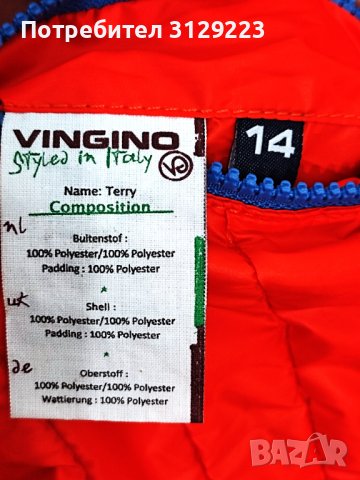 Потребител 3129223
VINGINO
Styled in Italy
14
Name: Terry
Composition
nl
Buitenstof :
100% Polyester/100% Polyester
Padding : 100% Polyester
*
uk
Shell :
100% Polyester/100% Polyester
Padding : 100% Polyester
*
de
Oberstoff :
100% Polyester/100% Polyester
Wattierung : 100% Polyester
BAZAR